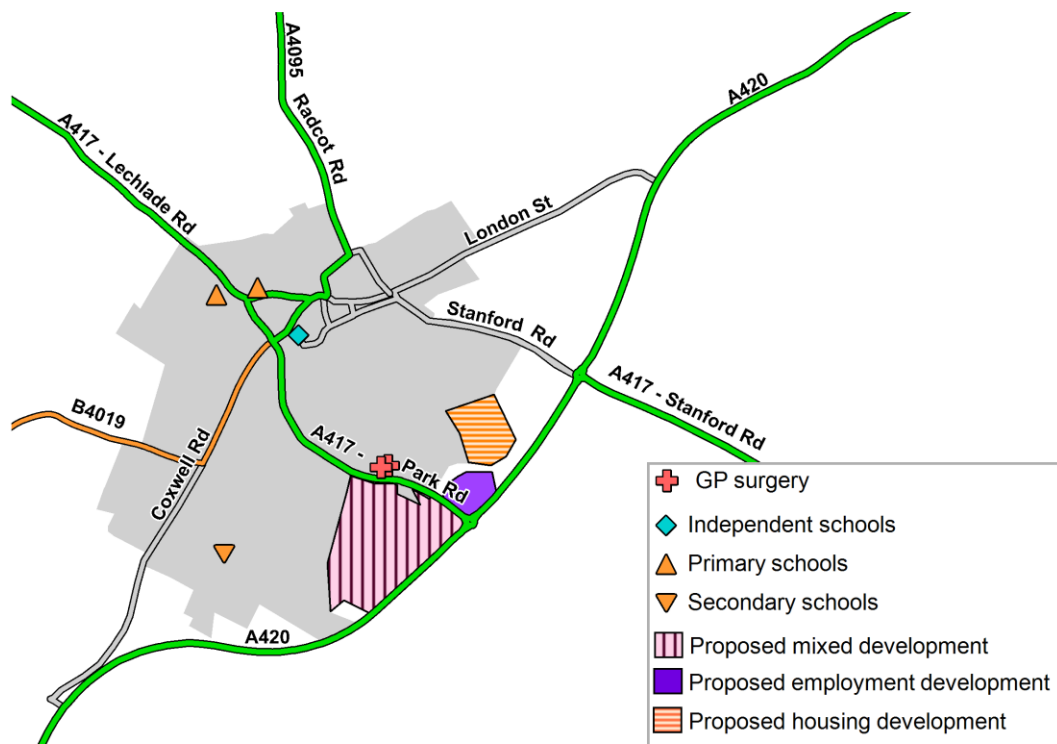 A4095
Radcot Rd
A420
A417 - Lechlade Rd
London St
Stanford Rd
A417 - Stanford Rd
B4019
Coxwell Rd
A417 - Park Rd
A420
GP surgery
Independent schools
Primary schools
Secondary schools
Proposed mixed development
Proposed employment development
Proposed housing development